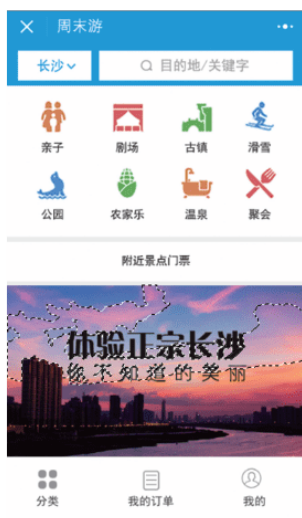 周末游
长沙
目的地/关键字
亲子 剧场 古镇 滑雪
公园 农家乐 温泉 聚会
附近景点门票
体验正宗长沙
你不知道的美丽
分类 我的订单 我的